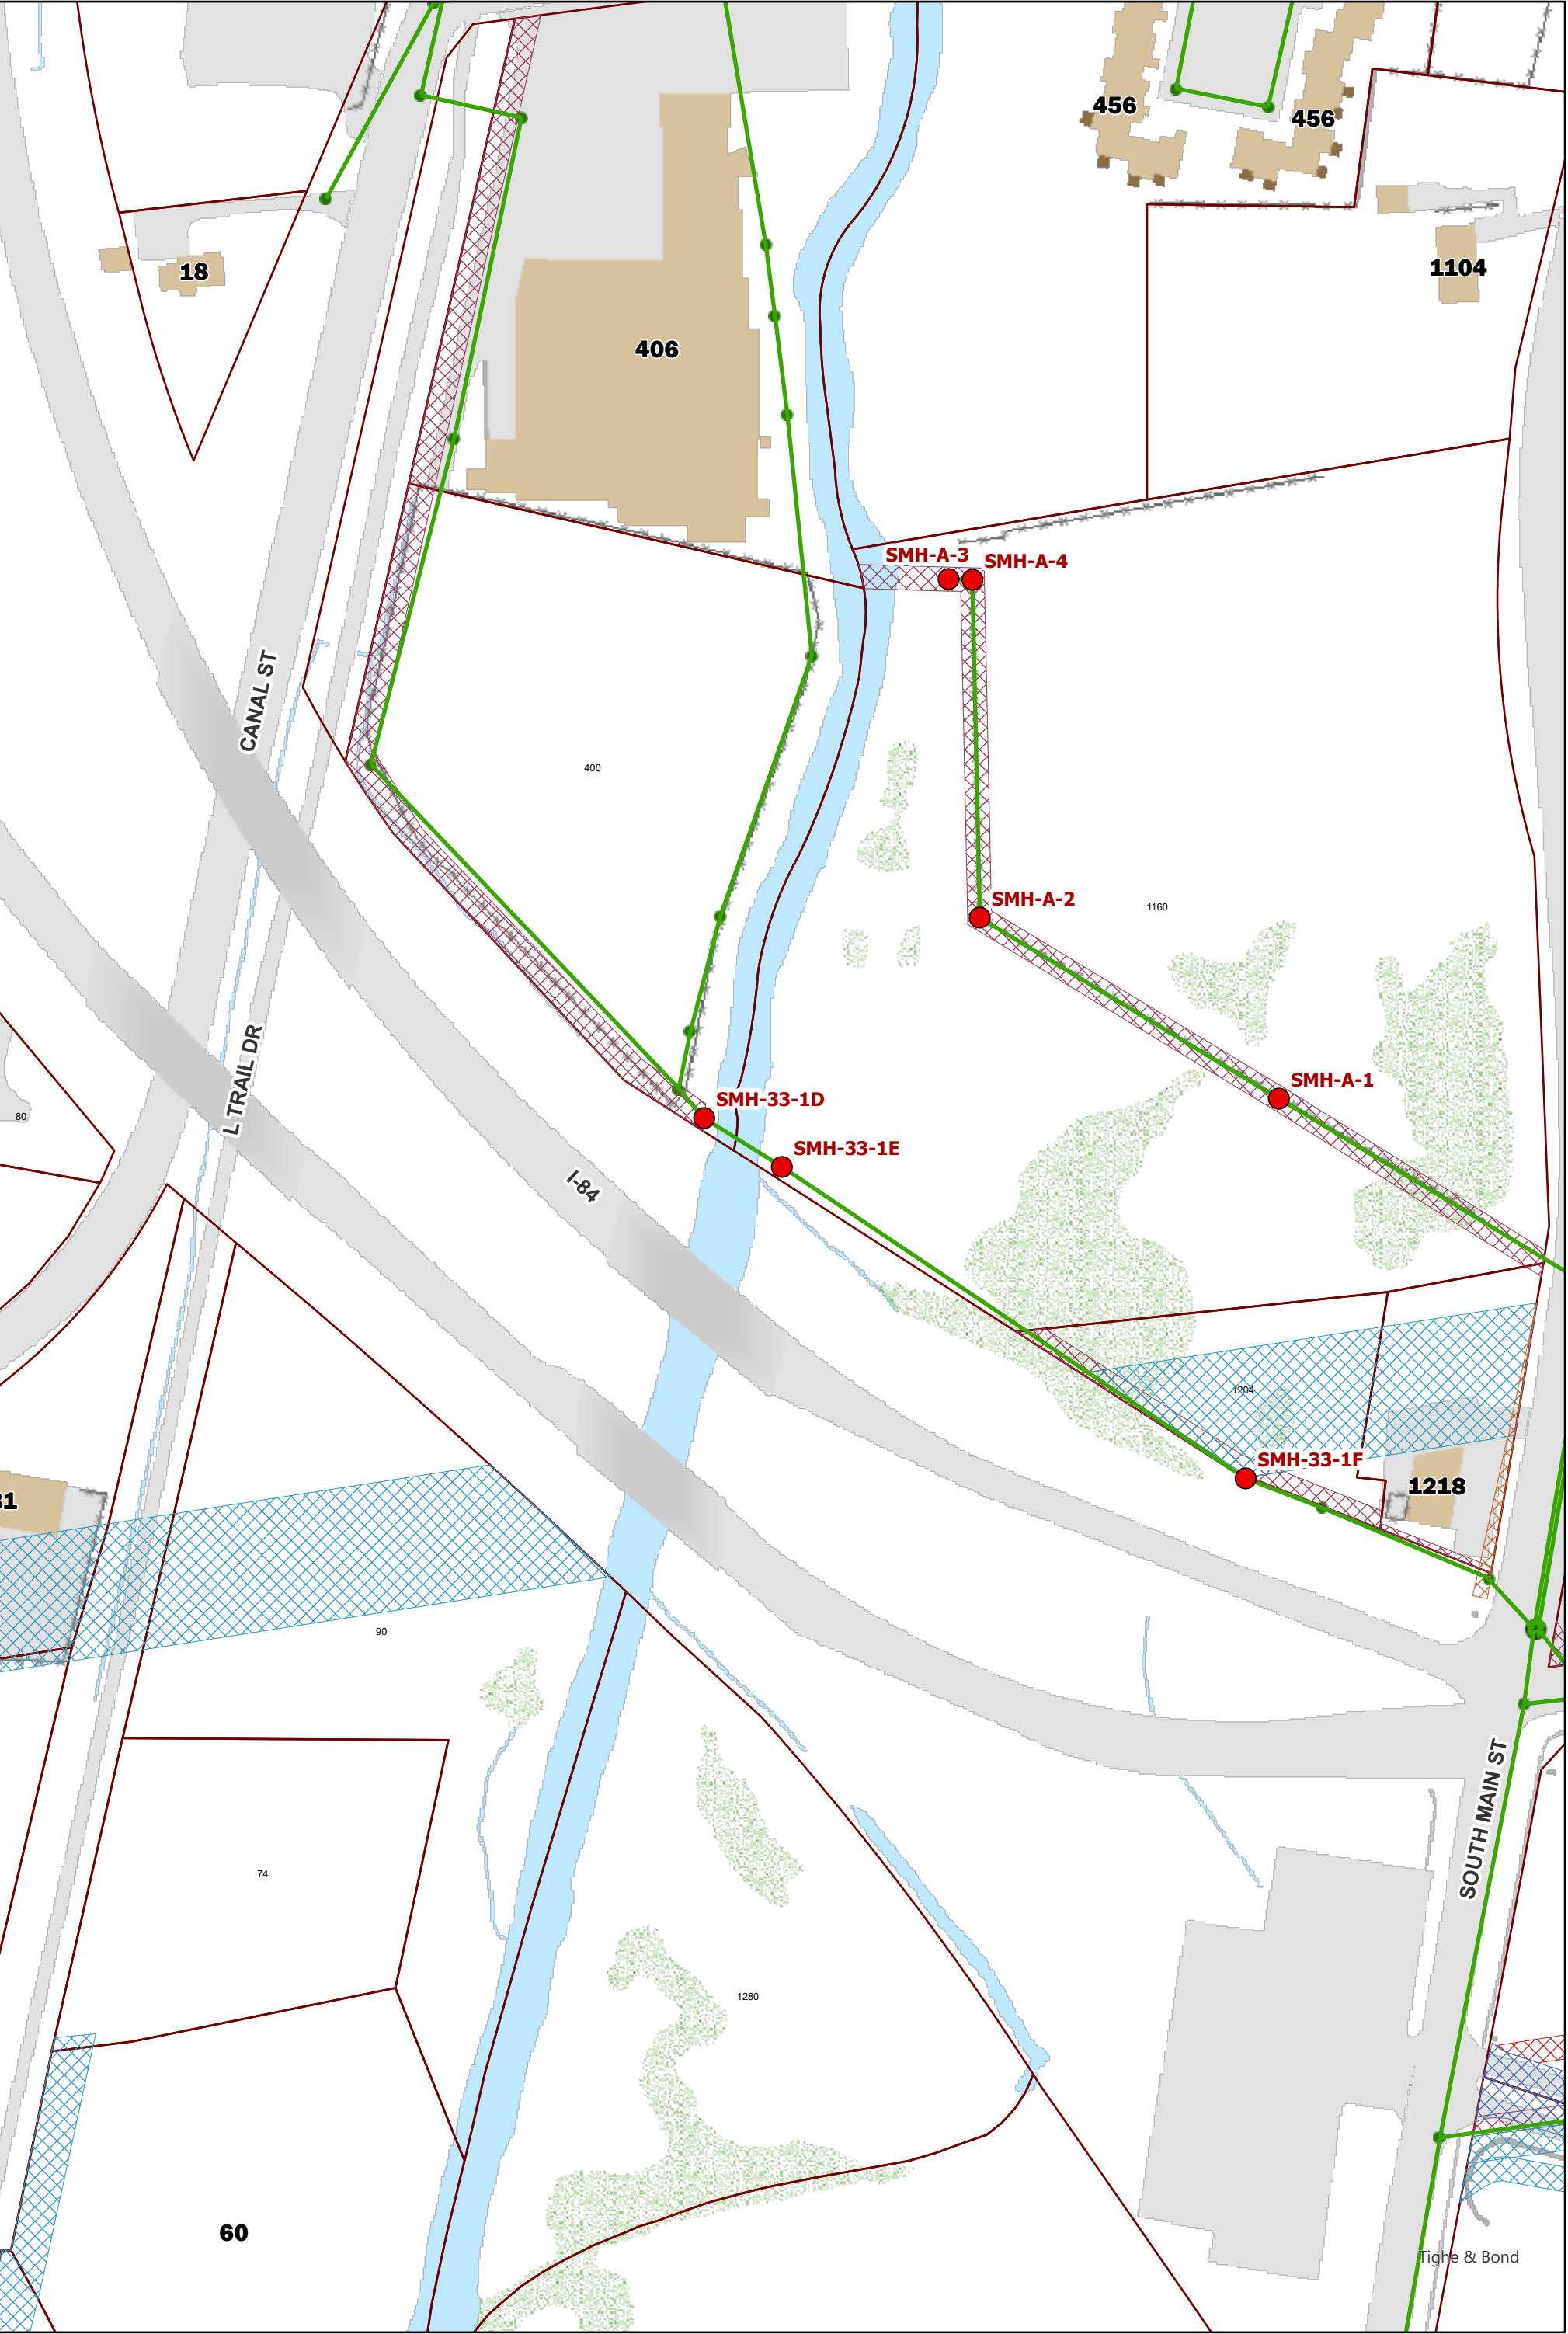 456
456
18
1104
406
SMH-A-3
SMH-A-4
CANAL ST
400
SMH-A-2
1160
SMH-A-1
L TRAIL DR
80
SMH-33-1D
SMH-33-1E
I-84
1204
SMH-33-1F
1218
31
90
SOUTH MAIN ST
74
1280
60
Tighe & Bond